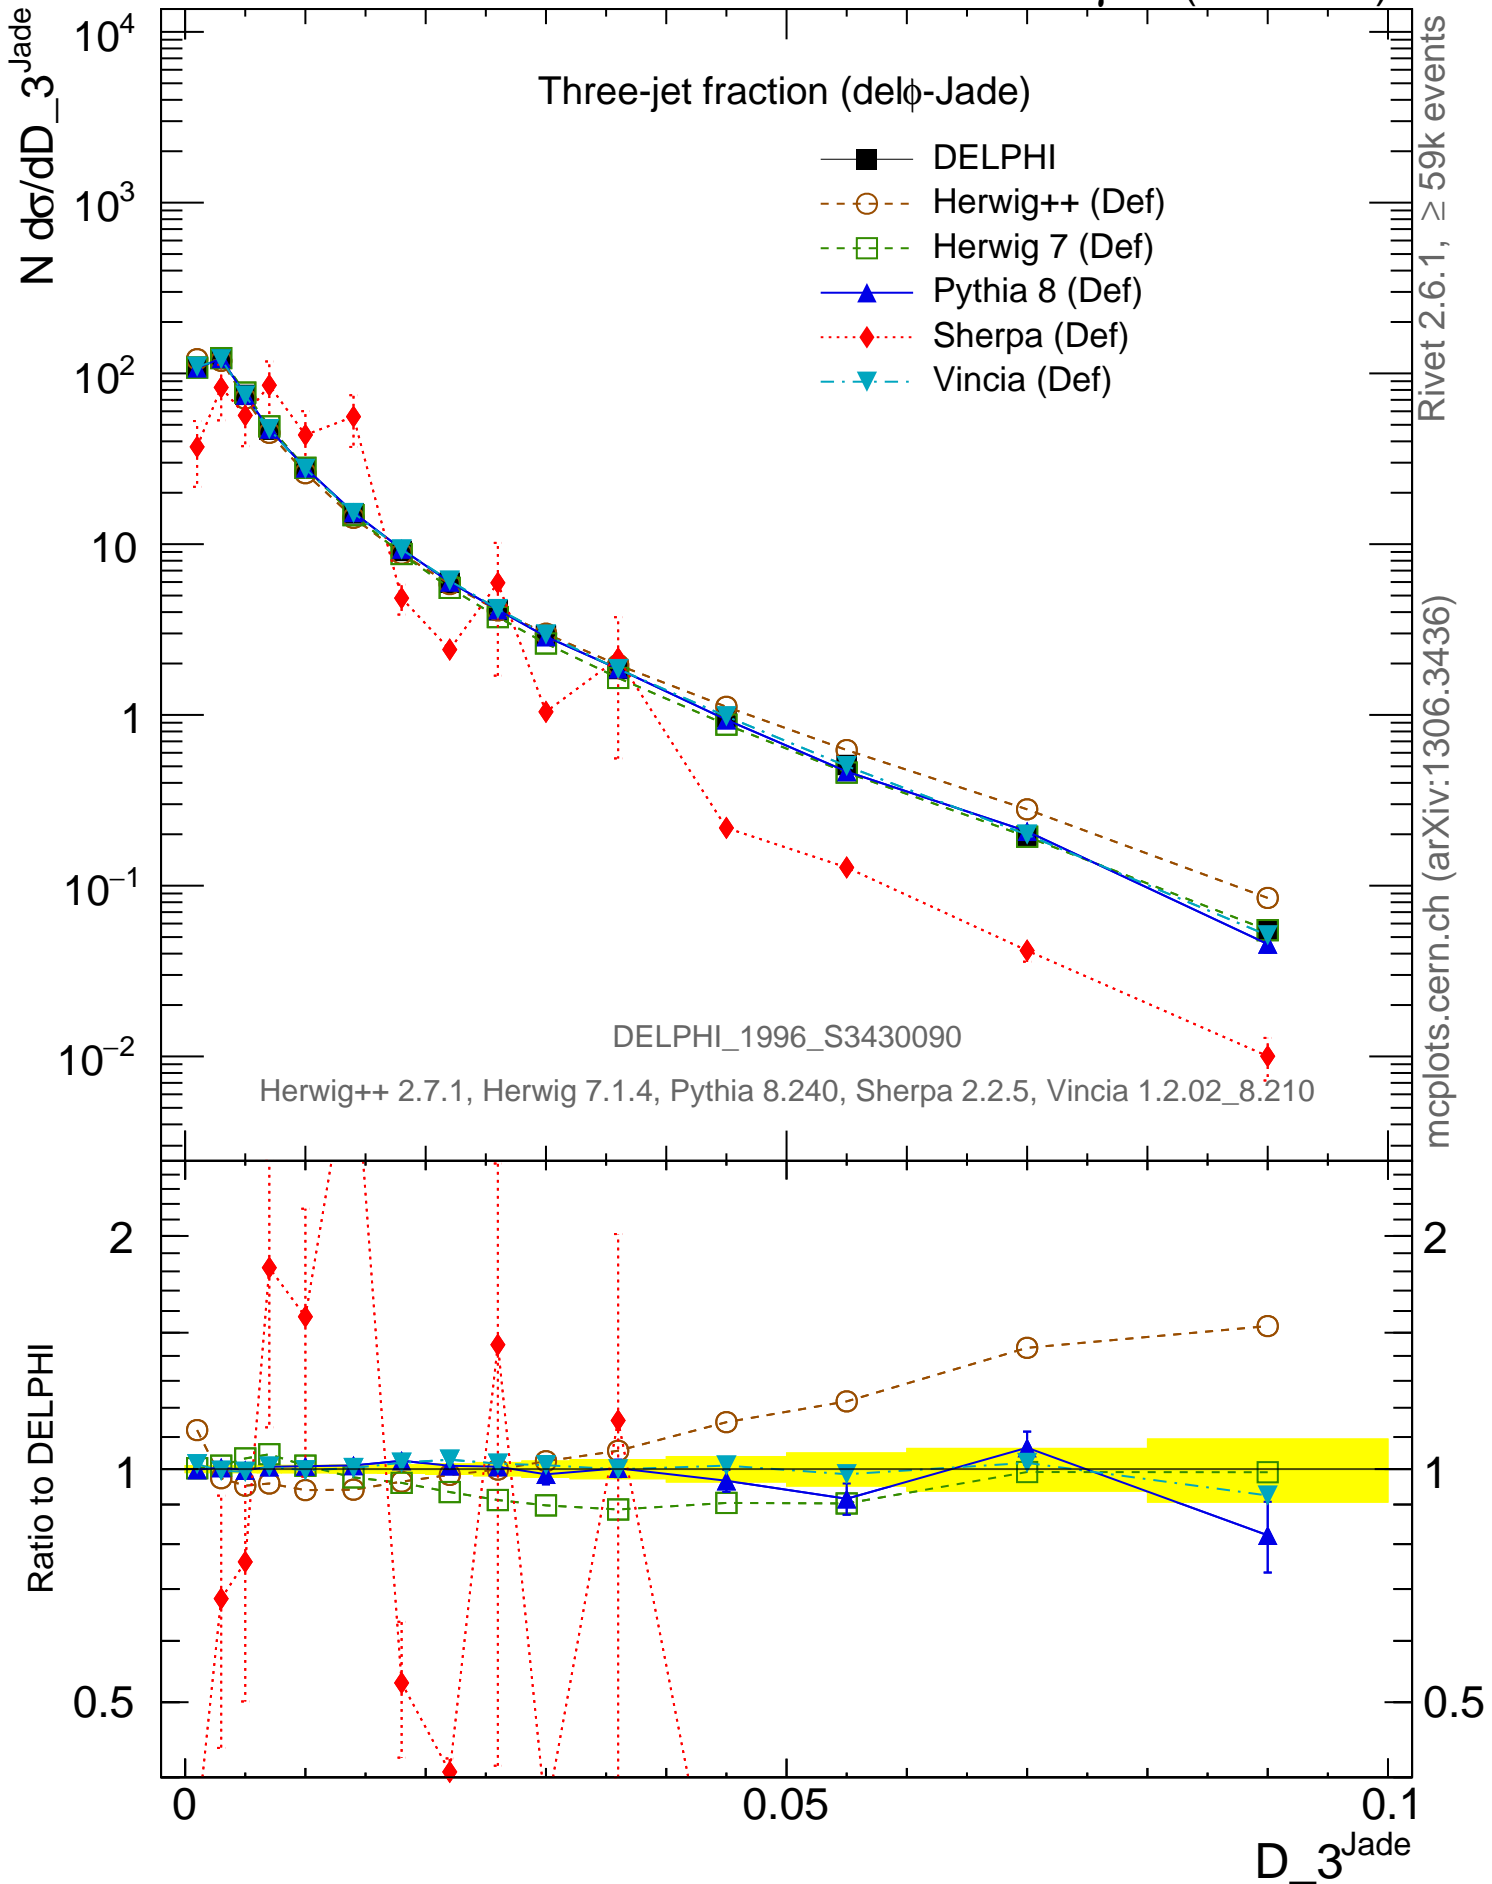 N dσ/dD_3^Jade
Three-jet fraction (delϕ-Jade)
DELPHI
Herwig++ (Def)
Herwig 7 (Def)
Pythia 8 (Def)
Sherpa (Def)
Vincia (Def)
10^4
10^3
10^2
10
1
10^−1
10^−2
DELPHI_1996_S3430090
Herwig++ 2.7.1, Herwig 7.1.4, Pythia 8.240, Sherpa 2.2.5, Vincia 1.2.02_8.210
Rivet 2.6.1, ≥ 59k events
mcplots.cern.ch (arXiv:1306.3436)
Ratio to DELPHI
2
1
0.5
2
1
0.5
0
0.05
0.1
D_3^Jade